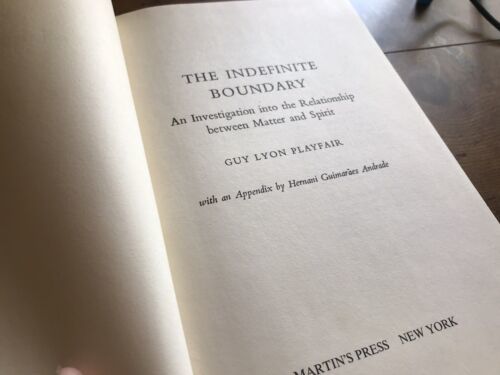 THE INDEFINITE
BOUNDARY
An Investigation into the Relationship
between Matter and Spirit
GUY LYON PLAYFAIR
with an Appendix by Hernani Guimarães Andrade
MARTIN'S PRESS NEW YORK